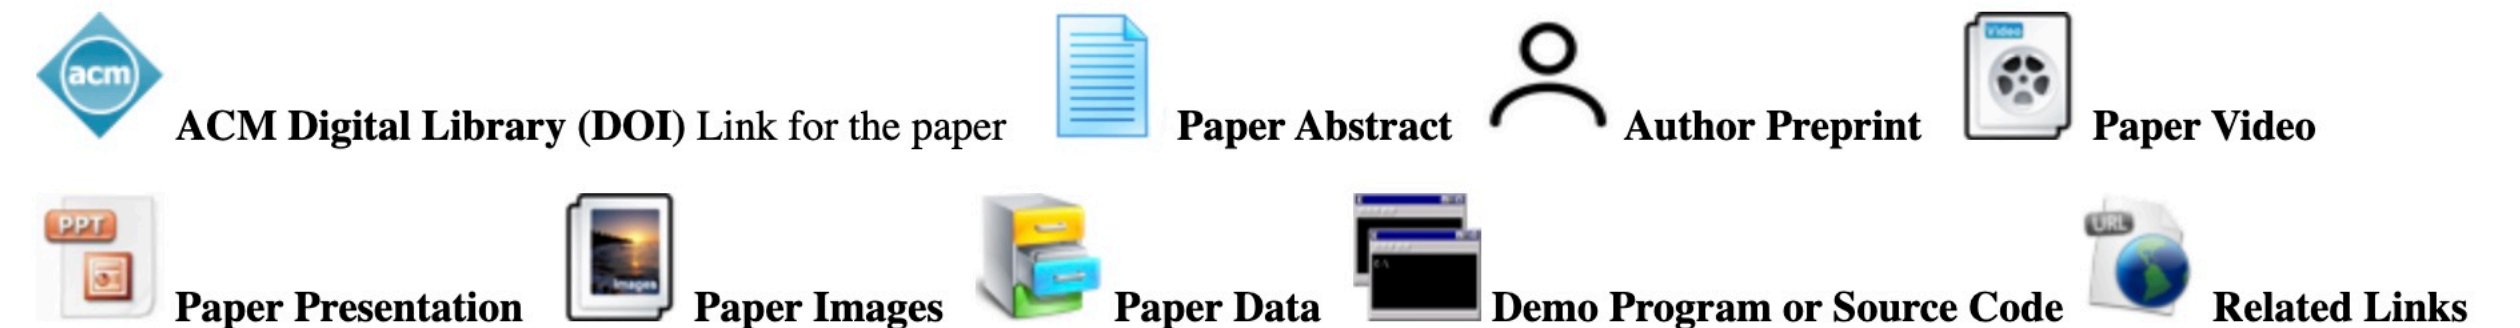 acm ACM Digital Library (DOI) Link for the paper Paper Abstract Author Preprint Video Paper Video
PPT Paper Presentation Images Paper Images Paper Data C:\ Demo Program or Source Code URL Related Links